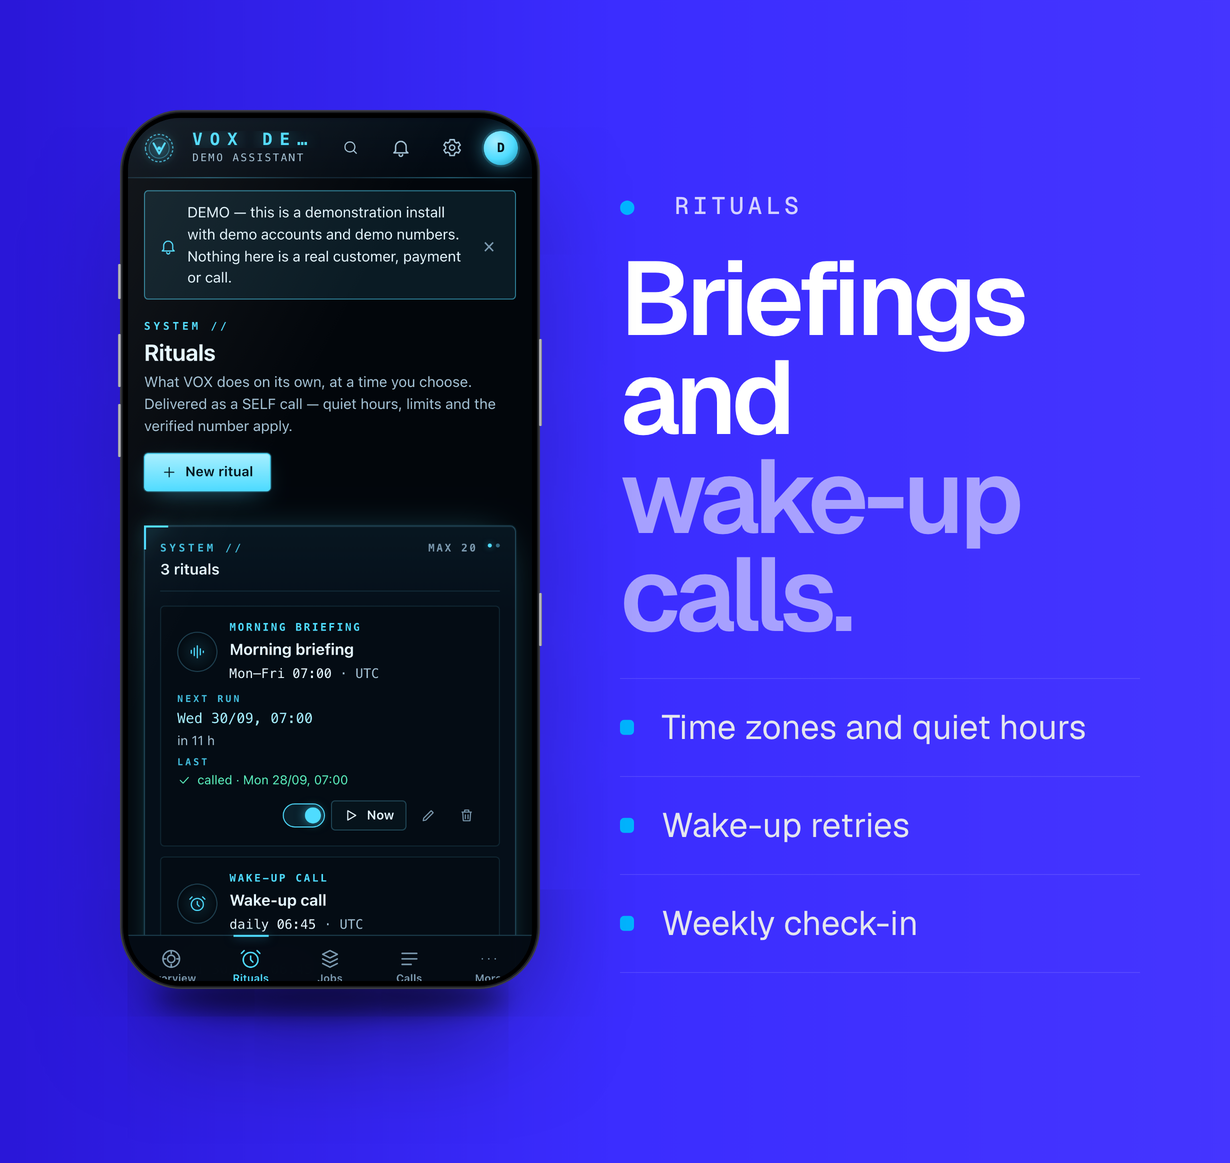 VOX DE…
DEMO ASSISTANT
D
DEMO — this is a demonstration install
with demo accounts and demo numbers.
Nothing here is a real customer, payment
or call.
SYSTEM //
Rituals
What VOX does on its own, at a time you choose.
Delivered as a SELF call — quiet hours, limits and the
verified number apply.
+ New ritual
SYSTEM //
MAX 20
3 rituals
MORNING BRIEFING
Morning briefing
Mon–Fri 07:00 · UTC
NEXT RUN
Wed 30/09, 07:00
in 11 h
LAST
called · Mon 28/09, 07:00
Now
WAKE-UP CALL
Wake-up call
daily 06:45 · UTC
Rituals
Jobs
Calls
More
RITUALS
Briefings
and
wake-up
calls.
Time zones and quiet hours
Wake-up retries
Weekly check-in